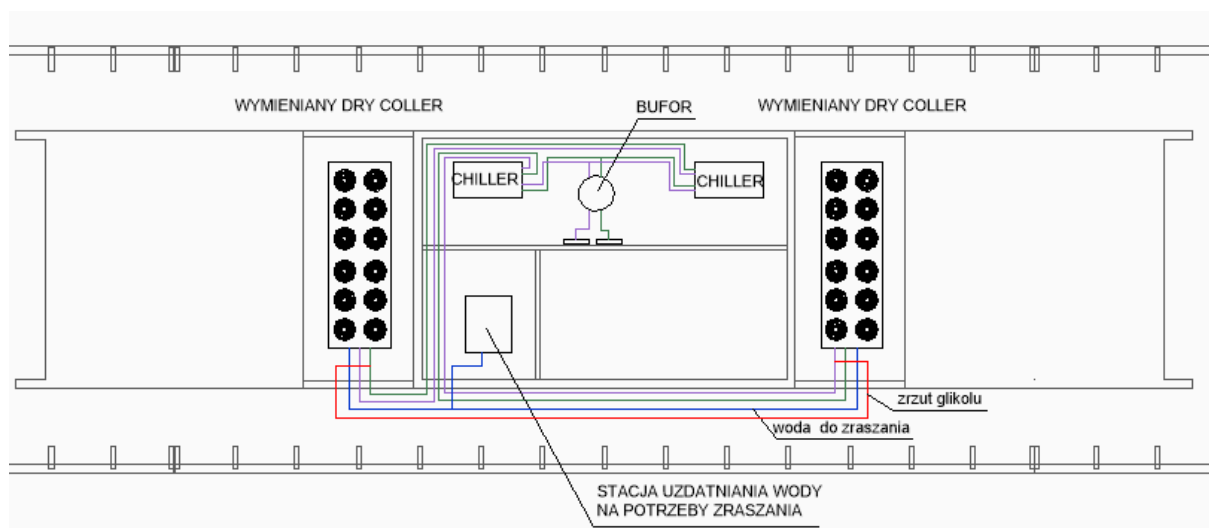 WYMIENIANY DRY COLLER
BUFOR
WYMIENIANY DRY COLLER
CHILLER
CHILLER
zrzut glikolu
woda do zraszania
STACJA UZDATNIANIA WODY
NA POTRZEBY ZRASZANIA